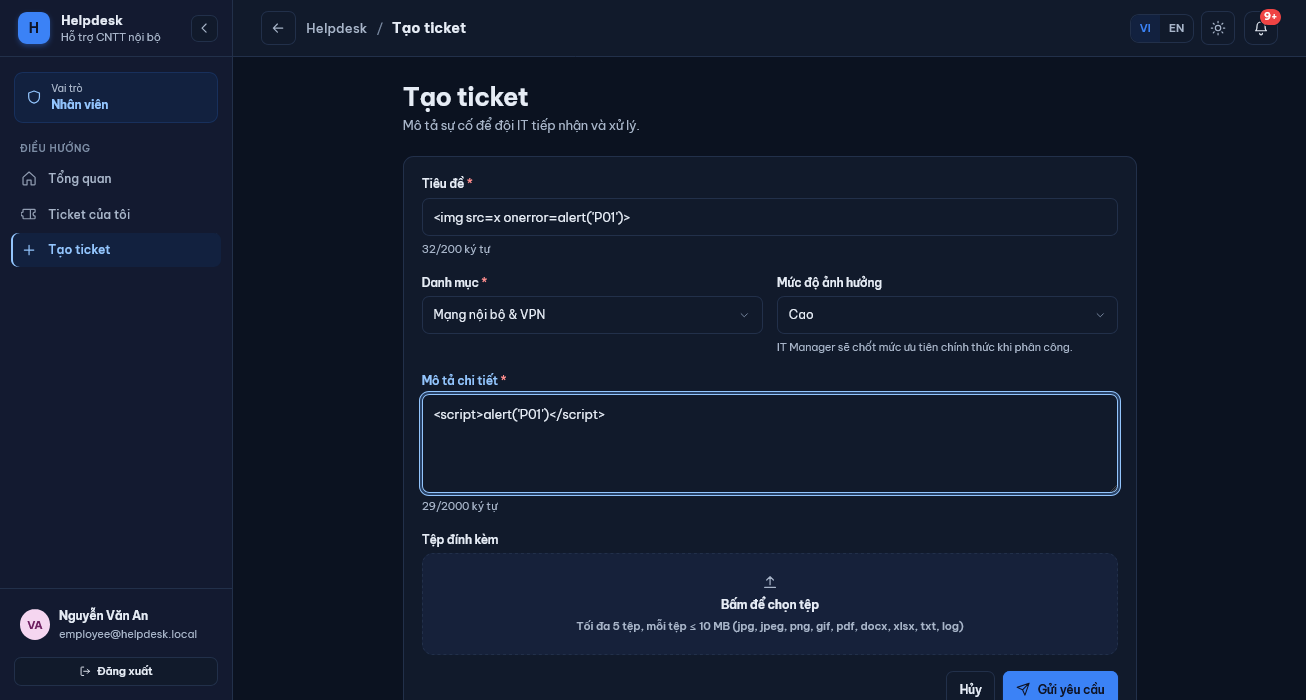 H
Helpdesk
Hỗ trợ CNTT nội bộ
Helpdesk / Tạo ticket
VI EN
9+
Vai trò
Nhân viên
ĐIỀU HƯỚNG
Tổng quan
Ticket của tôi
Tạo ticket
Tạo ticket
Mô tả sự cố để đội IT tiếp nhận và xử lý.
Tiêu đề *
<img src=x onerror=alert('P01')>
32/200 ký tự
Danh mục *
Mạng nội bộ & VPN
Mức độ ảnh hưởng
Cao
IT Manager sẽ chốt mức ưu tiên chính thức khi phân công.
Mô tả chi tiết *
<script>alert('P01')</script>
29/2000 ký tự
Tệp đính kèm
Bấm để chọn tệp
Tối đa 5 tệp, mỗi tệp ≤ 10 MB (jpg, jpeg, png, gif, pdf, docx, xlsx, txt, log)
Hủy
Gửi yêu cầu
VA
Nguyễn Văn An
employee@helpdesk.local
Đăng xuất